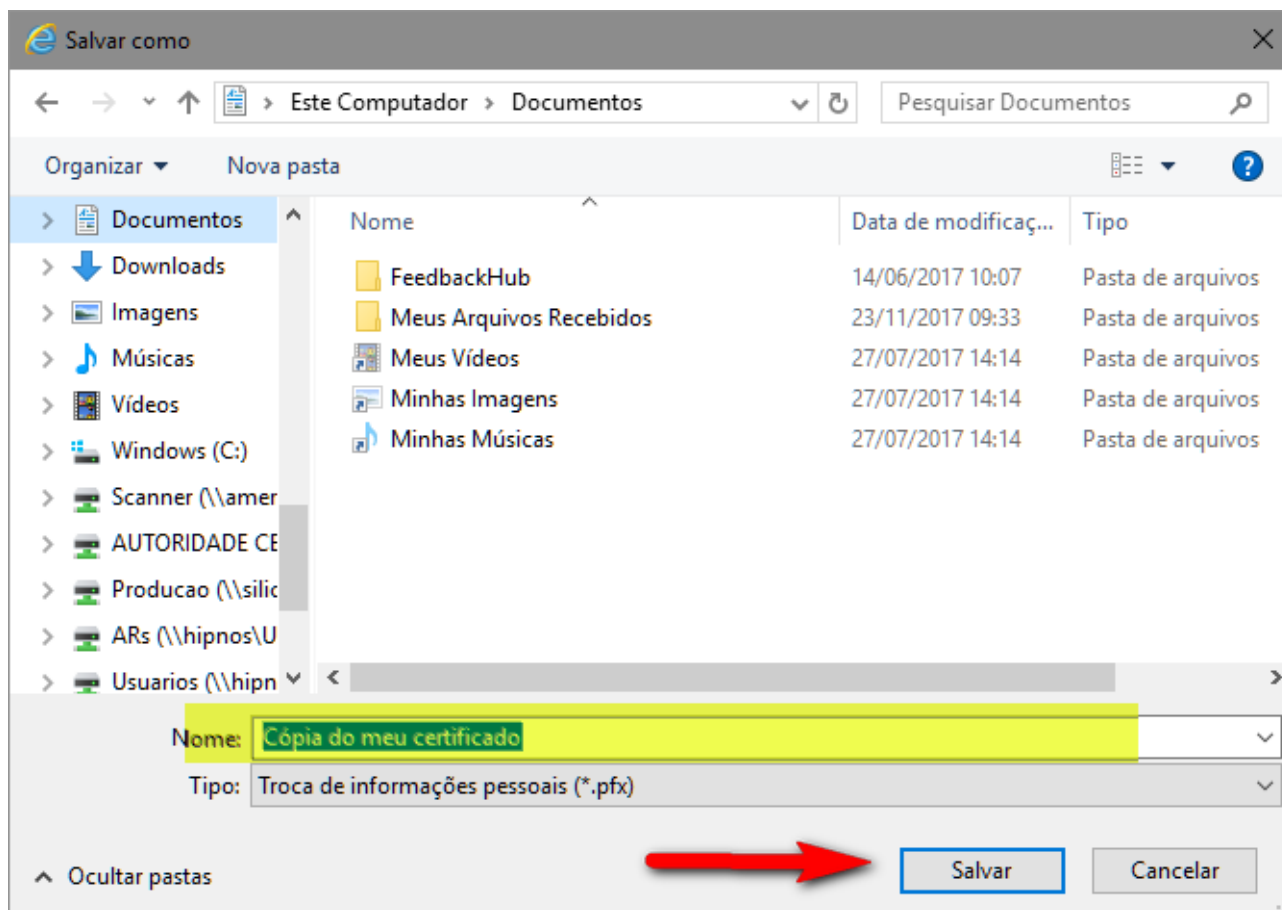 Salvar como
Este Computador > Documentos
Pesquisar Documentos
Organizar
Nova pasta
?
Nome
Data de modificaç...
Tipo
Documentos
Downloads
Imagens
Músicas
Vídeos
Windows (C:)
Scanner (\\amer
AUTORIDADE CE
Producao (\\silic
ARs (\\hipnos\U
Usuarios (\\hipn
FeedbackHub 14/06/2017 10:07 Pasta de arquivos
Meus Arquivos Recebidos 23/11/2017 09:33 Pasta de arquivos
Meus Vídeos 27/07/2017 14:14 Pasta de arquivos
Minhas Imagens 27/07/2017 14:14 Pasta de arquivos
Minhas Músicas 27/07/2017 14:14 Pasta de arquivos
Nome: Cópia do meu certificado
Tipo: Troca de informações pessoais (*.pfx)
Ocultar pastas
Salvar
Cancelar